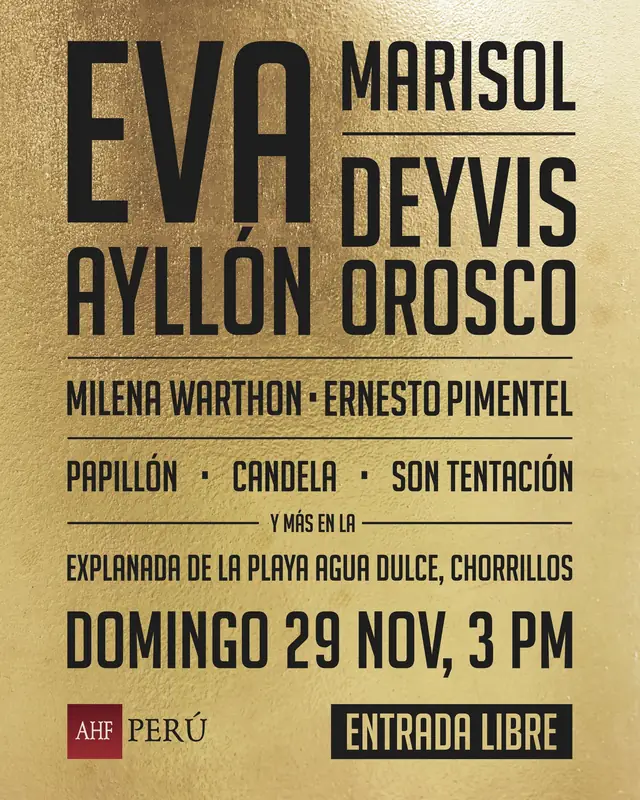 EVA
AYLLÓN
MARISOL
DEYVIS
OROSCO
MILENA WARTHON · ERNESTO PIMENTEL
PAPILLÓN · CANDELA · SON TENTACIÓN
Y MÁS EN LA
EXPLANADA DE LA PLAYA AGUA DULCE, CHORRILLOS
DOMINGO 29 NOV, 3 PM
AHF PERÚ
ENTRADA LIBRE